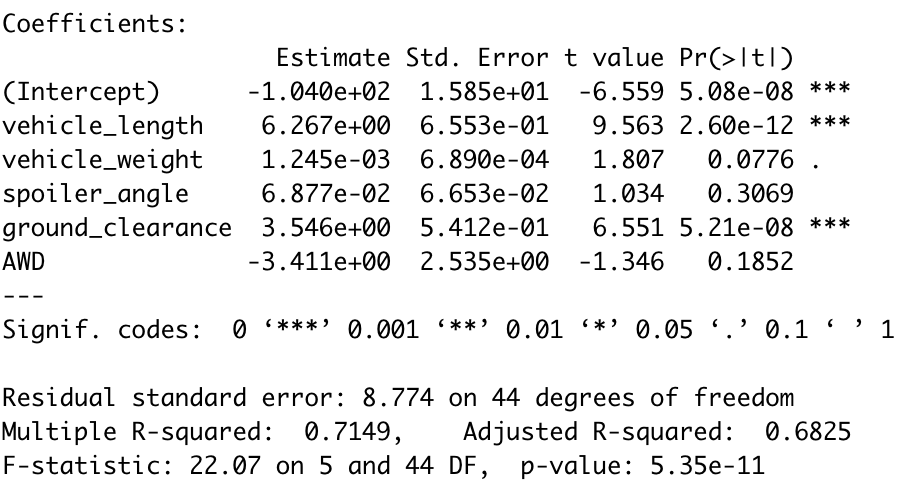 Coefficients:
Estimate Std. Error t value Pr(>|t|)
(Intercept) -1.040e+02 1.585e+01 -6.559 5.08e-08 ***
vehicle_length 6.267e+00 6.553e-01 9.563 2.60e-12 ***
vehicle_weight 1.245e-03 6.890e-04 1.807 0.0776 .
spoiler_angle 6.877e-02 6.653e-02 1.034 0.3069
ground_clearance 3.546e+00 5.412e-01 6.551 5.21e-08 ***
AWD -3.411e+00 2.535e+00 -1.346 0.1852
---
Signif. codes: 0 ‘***’ 0.001 ‘**’ 0.01 ‘*’ 0.05 ‘.’ 0.1 ‘ ’ 1
Residual standard error: 8.774 on 44 degrees of freedom
Multiple R-squared: 0.7149, Adjusted R-squared: 0.6825
F-statistic: 22.07 on 5 and 44 DF, p-value: 5.35e-11